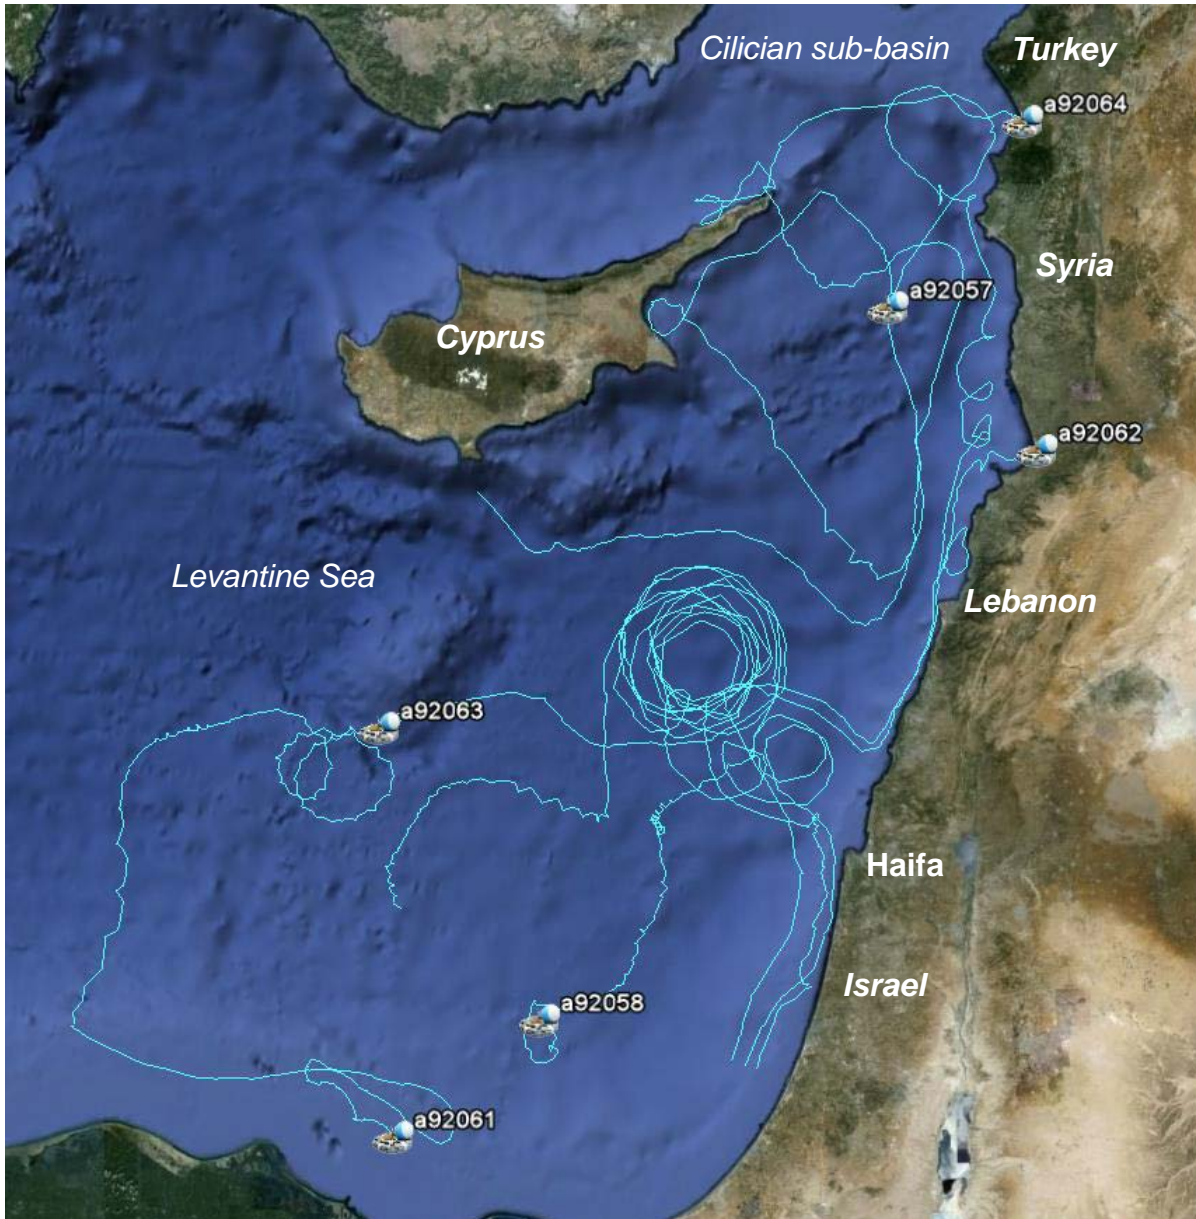 Cilician sub-basin
Turkey
a92064
Syria
a92057
Cyprus
a92062
Levantine Sea
Lebanon
a92063
Haifa
Israel
a92058
a92061